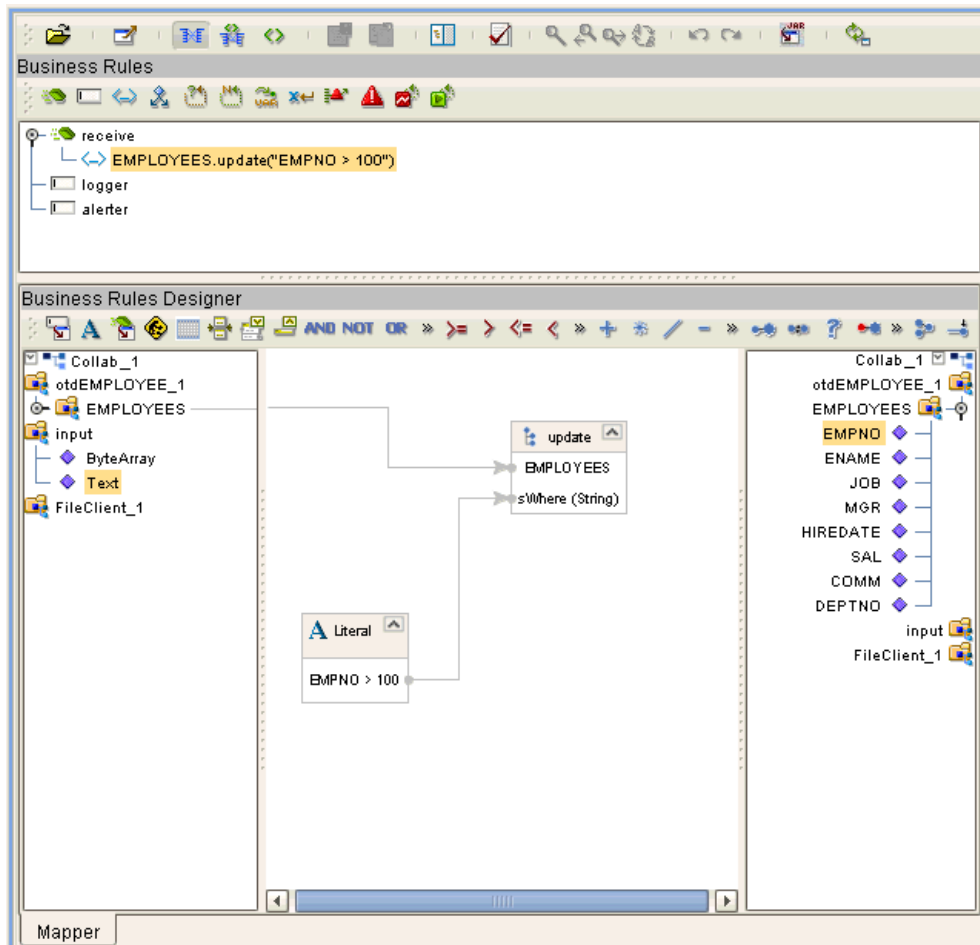 JAR
Business Rules
receive
EMPLOYEES.update("EMPNO > 100")
logger
alerter
Business Rules Designer
A AND NOT OR » >= > <= < » + * / - » ? »
Collab_1
otdEMPLOYEE_1
EMPLOYEES
input
ByteArray
Text
FileClient_1
update
EMPLOYEES
sWhere (String)
A Literal
EMPNO > 100
Collab_1
otdEMPLOYEE_1
EMPLOYEES
EMPNO
ENAME
JOB
MGR
HIREDATE
SAL
COMM
DEPTNO
input
FileClient_1
Mapper